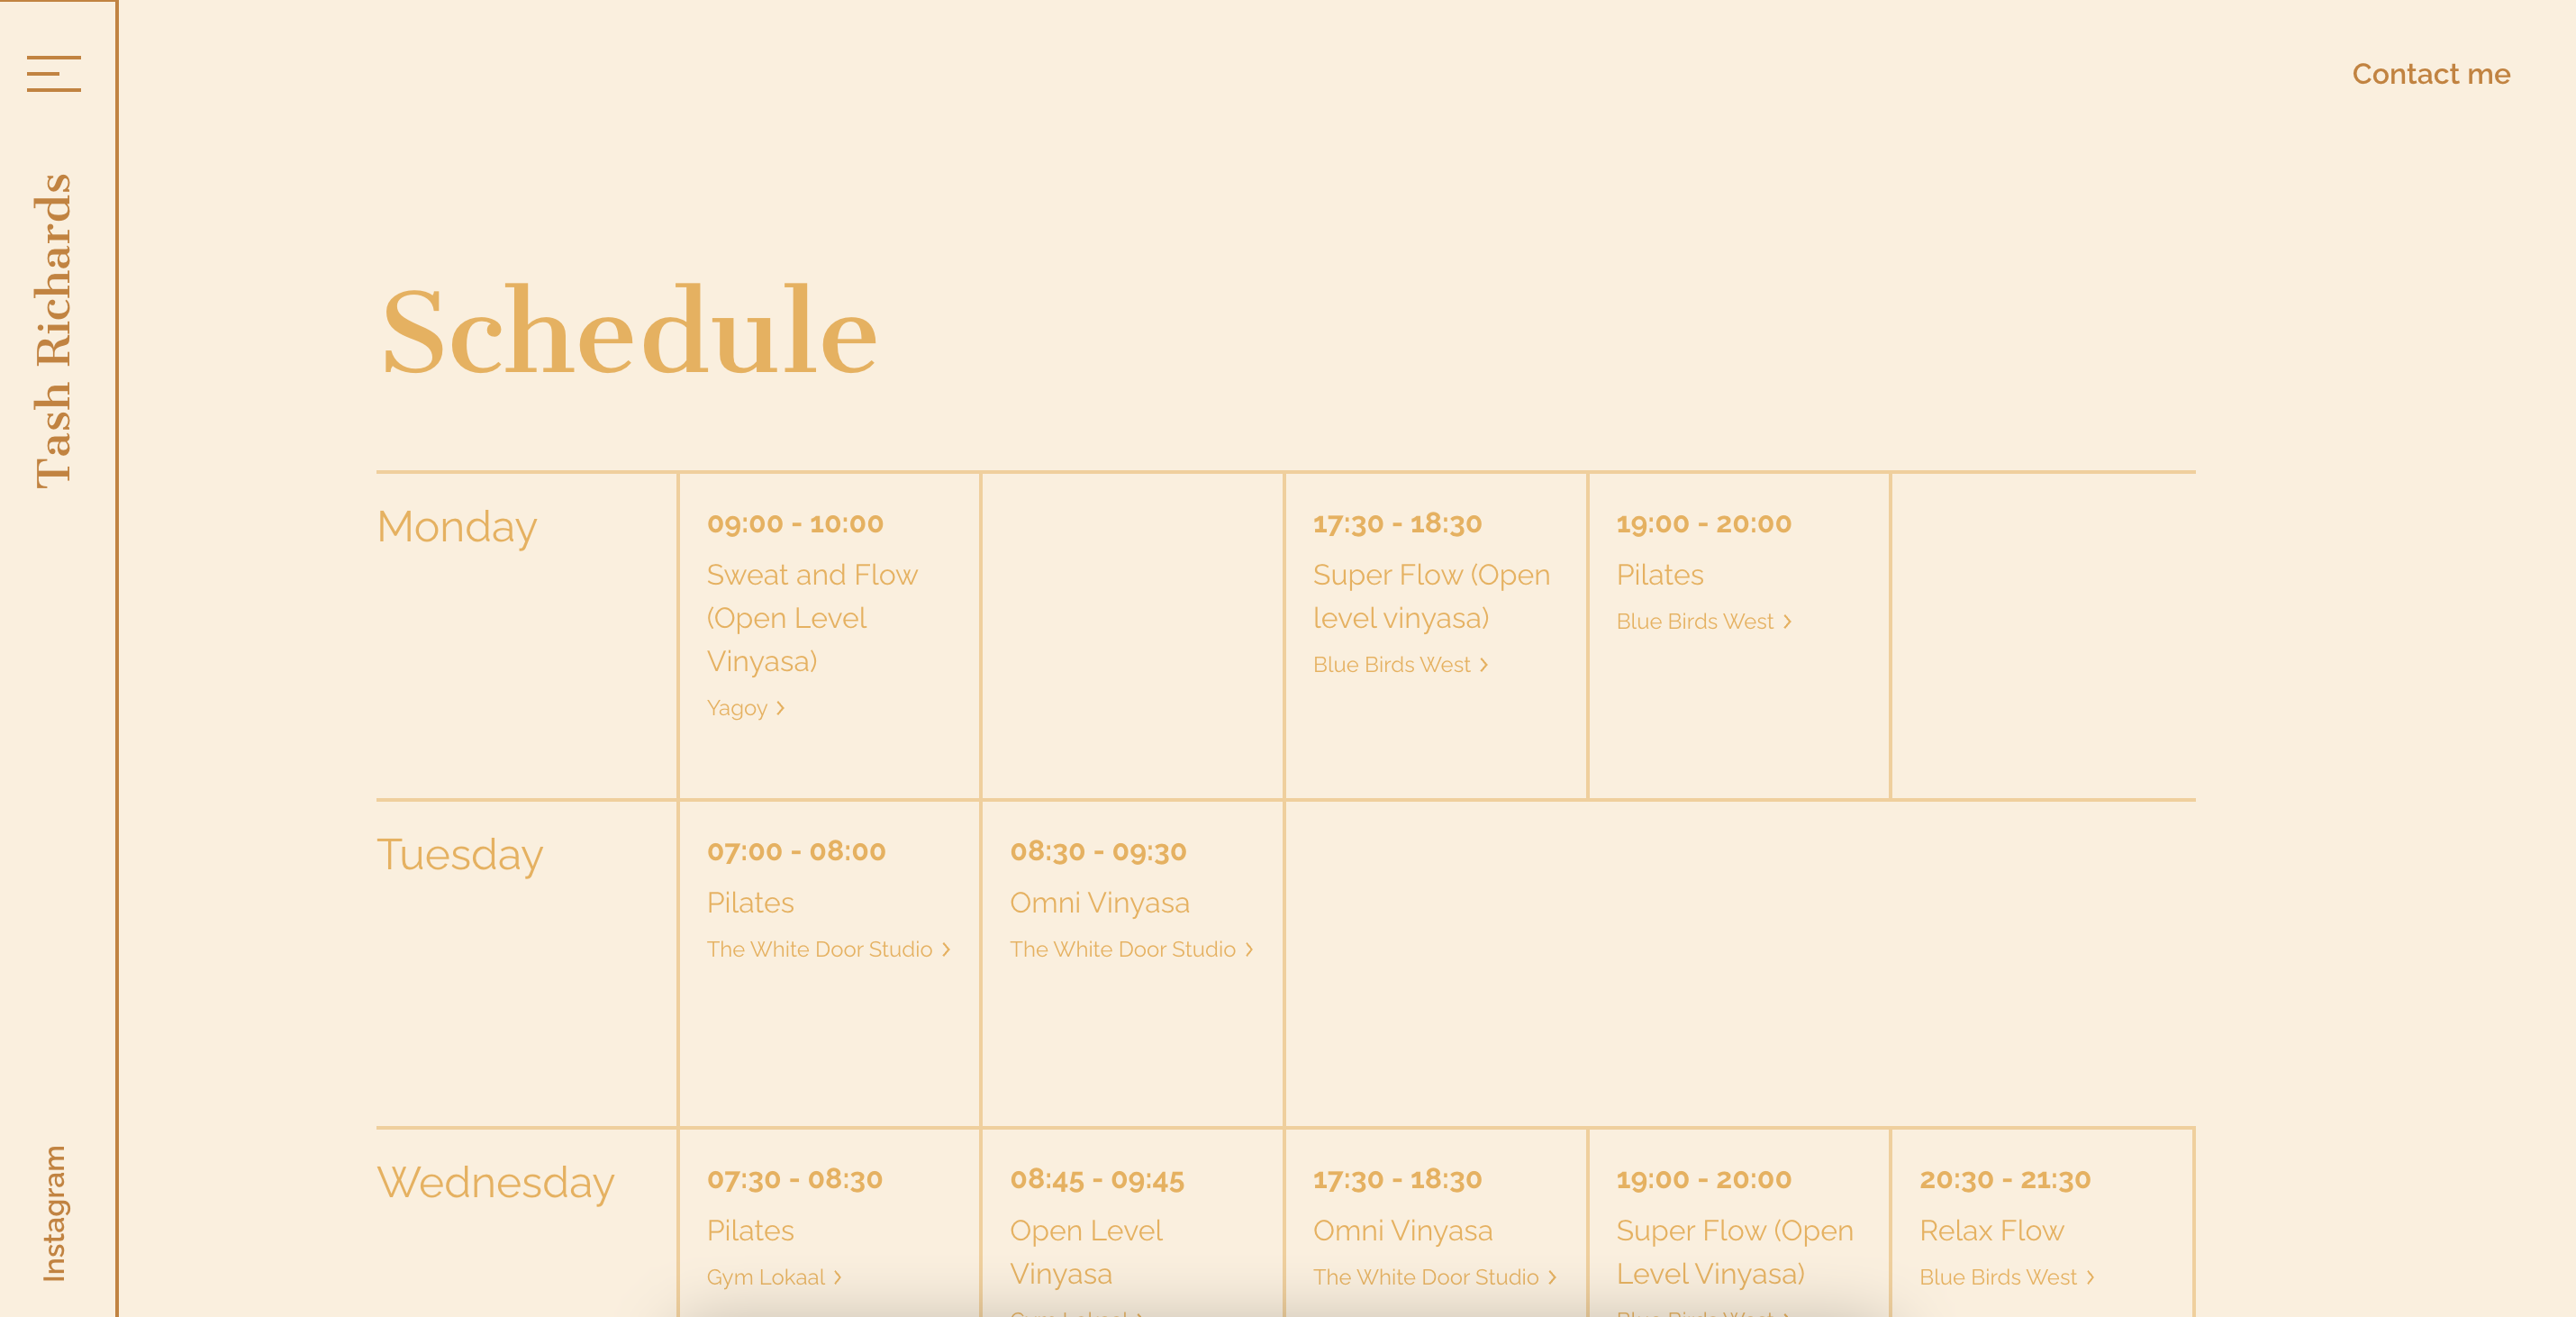 Contact me
Tash Richards
Instagram
Schedule
Monday
09:00 - 10:00
Sweat and Flow
(Open Level
Vinyasa)
Yagoy
17:30 - 18:30
Super Flow (Open
level vinyasa)
Blue Birds West
19:00 - 20:00
Pilates
Blue Birds West
Tuesday
07:00 - 08:00
Pilates
The White Door Studio
08:30 - 09:30
Omni Vinyasa
The White Door Studio
Wednesday
07:30 - 08:30
Pilates
Gym Lokaal
08:45 - 09:45
Open Level
Vinyasa
17:30 - 18:30
Omni Vinyasa
The White Door Studio
19:00 - 20:00
Super Flow (Open
Level Vinyasa)
20:30 - 21:30
Relax Flow
Blue Birds West